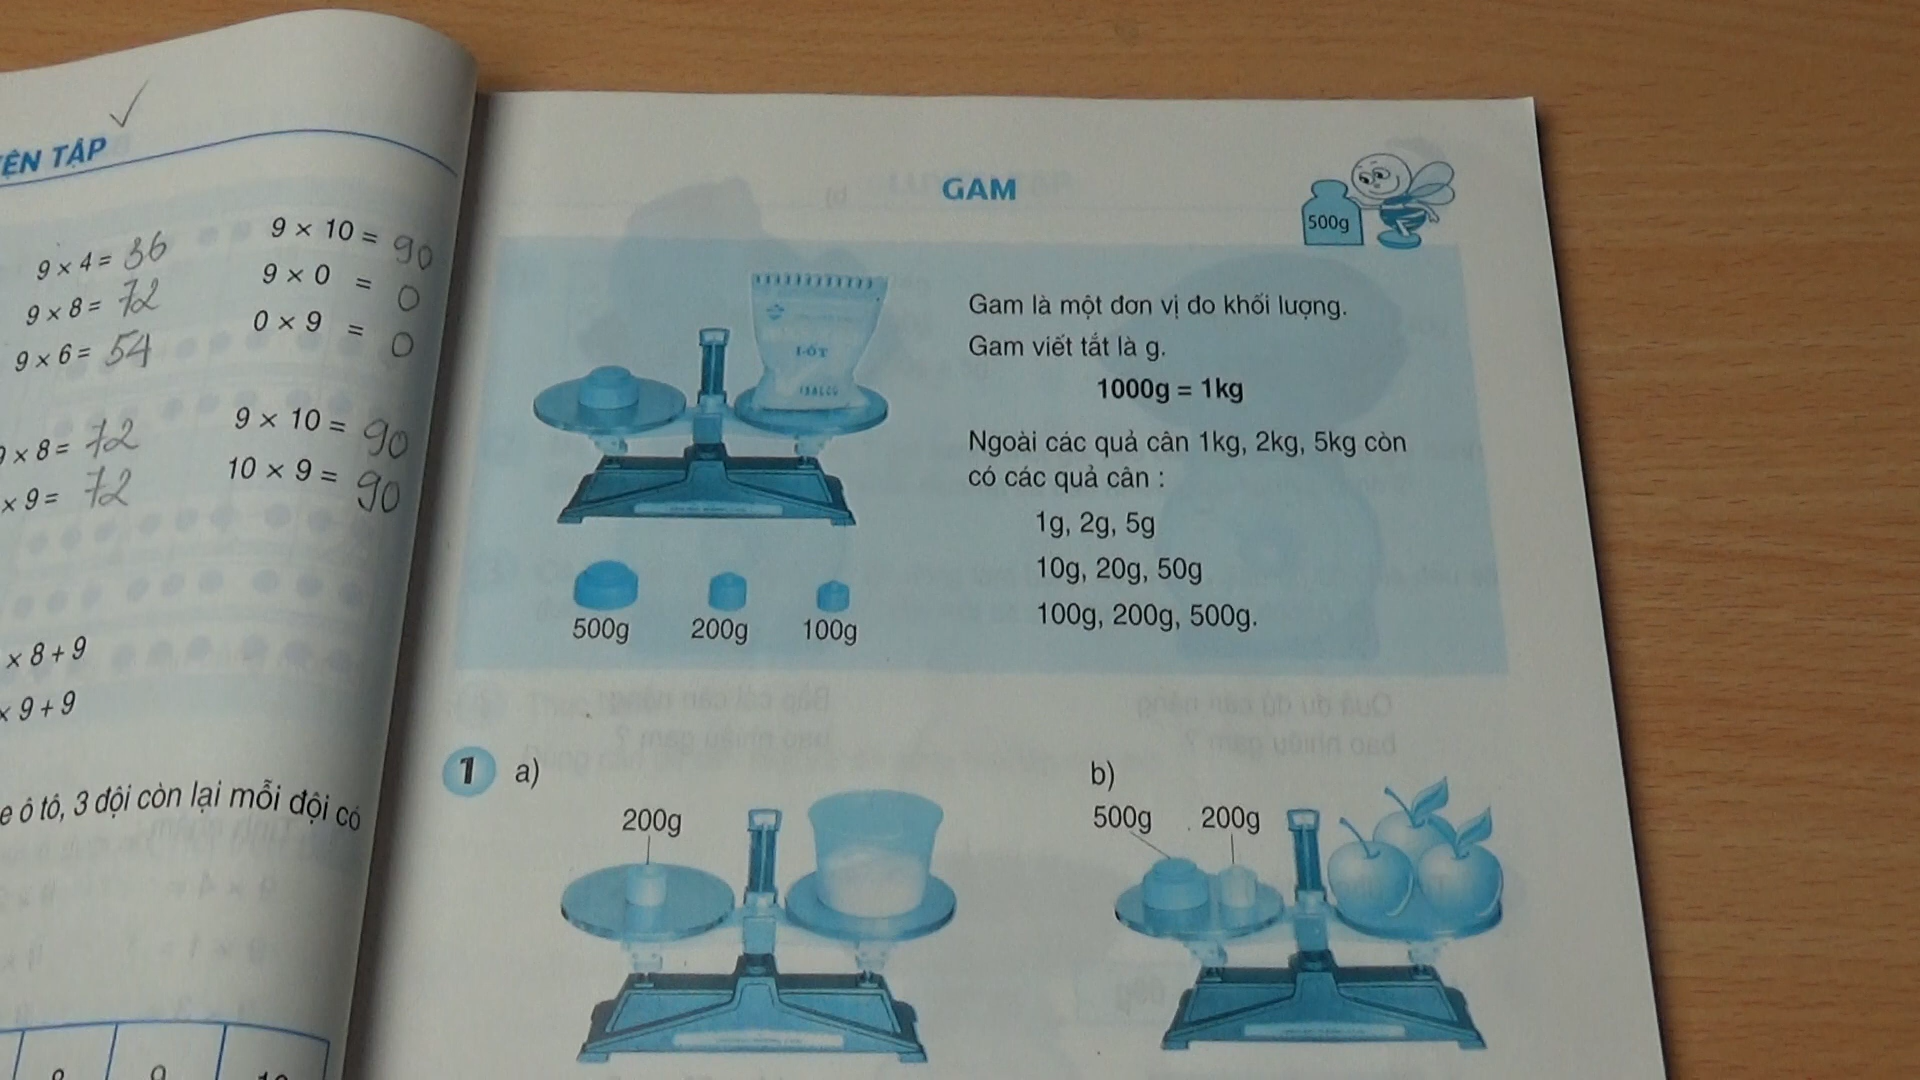 ỆN TẬP
9 × 4 = 36
9 × 10 = 90
9 × 8 = 72
9 × 0 = 0
9 × 6 = 54
0 × 9 = 0
× 8 = 72
9 × 10 = 90
× 9 = 72
10 × 9 = 90
× 8 + 9
× 9 + 9
e ô tô, 3 đội còn lại mỗi đội có
GAM
500g
I-ỐT
Gam là một đơn vị đo khối lượng.
Gam viết tắt là g.
1000g = 1kg
Ngoài các quả cân 1kg, 2kg, 5kg còn
có các quả cân :
1g, 2g, 5g
10g, 20g, 50g
100g, 200g, 500g.
500g 200g 100g
1 a)
200g
b)
500g 200g